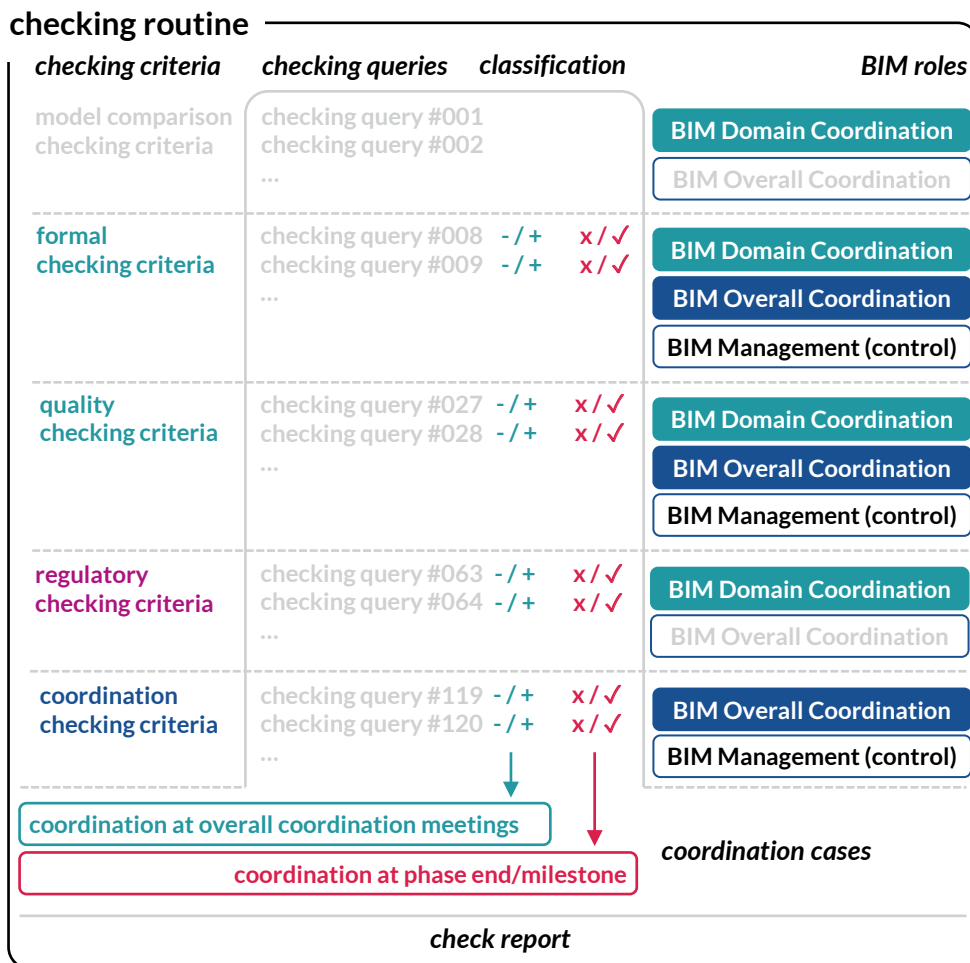 checking routine
checking criteria checking queries classification BIM roles
model comparison
checking criteria
checking query #001
checking query #002
...
BIM Domain Coordination
BIM Overall Coordination
formal
checking criteria
checking query #008 - / + x / ✓
checking query #009 - / + x / ✓
...
BIM Domain Coordination
BIM Overall Coordination
BIM Management (control)
quality
checking criteria
checking query #027 - / + x / ✓
checking query #028 - / + x / ✓
...
BIM Domain Coordination
BIM Overall Coordination
BIM Management (control)
regulatory
checking criteria
checking query #063 - / + x / ✓
checking query #064 - / + x / ✓
...
BIM Domain Coordination
BIM Overall Coordination
coordination
checking criteria
checking query #119 - / + x / ✓
checking query #120 - / + x / ✓
...
BIM Overall Coordination
BIM Management (control)
coordination at overall coordination meetings
coordination at phase end/milestone
coordination cases
check report